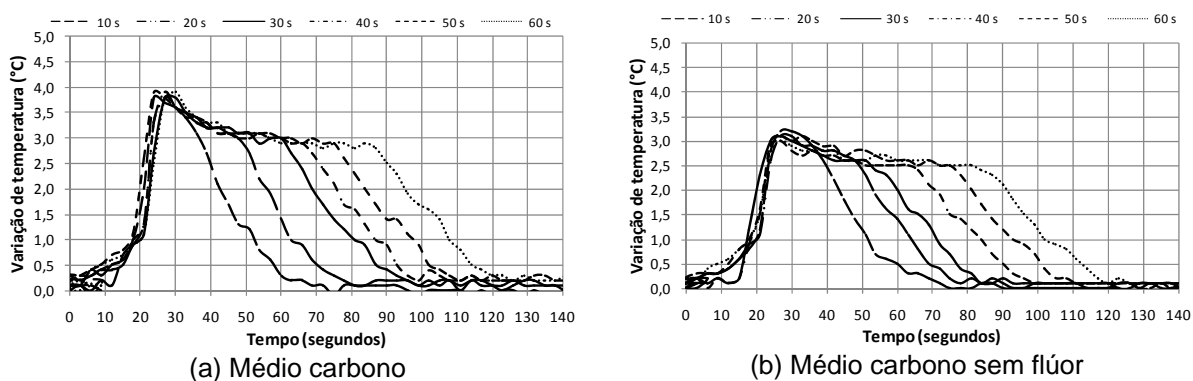 10 s 20 s 30 s 40 s 50 s 60 s
5,0
4,5
4,0
3,5
3,0
2,5
2,0
1,5
1,0
0,5
0,0
Variação de temperatura (°C)
0 10 20 30 40 50 60 70 80 90 100 110 120 130 140
Tempo (segundos)
(a) Médio carbono
10 s 20 s 30 s 40 s 50 s 60 s
5,0
4,5
4,0
3,5
3,0
2,5
2,0
1,5
1,0
0,5
0,0
Variação de temperatura (°C)
0 10 20 30 40 50 60 70 80 90 100 110 120 130 140
Tempo (segundos)
(b) Médio carbono sem flúor